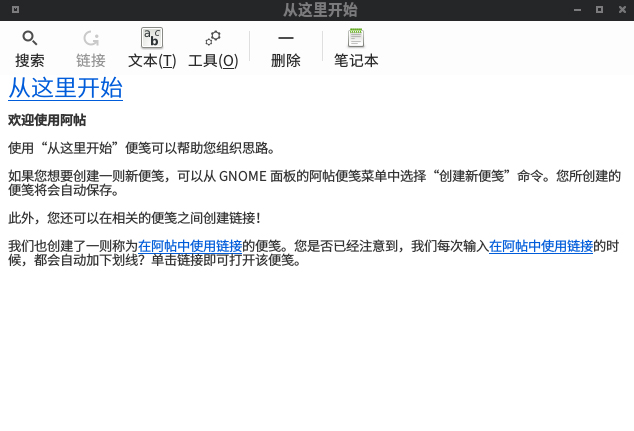 从这里开始
搜索 链接 文本(T) 工具(O) 删除 笔记本
从这里开始
欢迎使用阿帖
使用“从这里开始”便笺可以帮助您组织思路。
如果您想要创建一则新便笺，可以从 GNOME 面板的阿帖便笺菜单中选择“创建新便笺”命令。您所创建的
便笺将会自动保存。
此外，您还可以在相关的便笺之间创建链接！
我们也创建了一则称为在阿帖中使用链接的便笺。您是否已经注意到，我们每次输入在阿帖中使用链接的时
候，都会自动加下划线？单击链接即可打开该便笺。